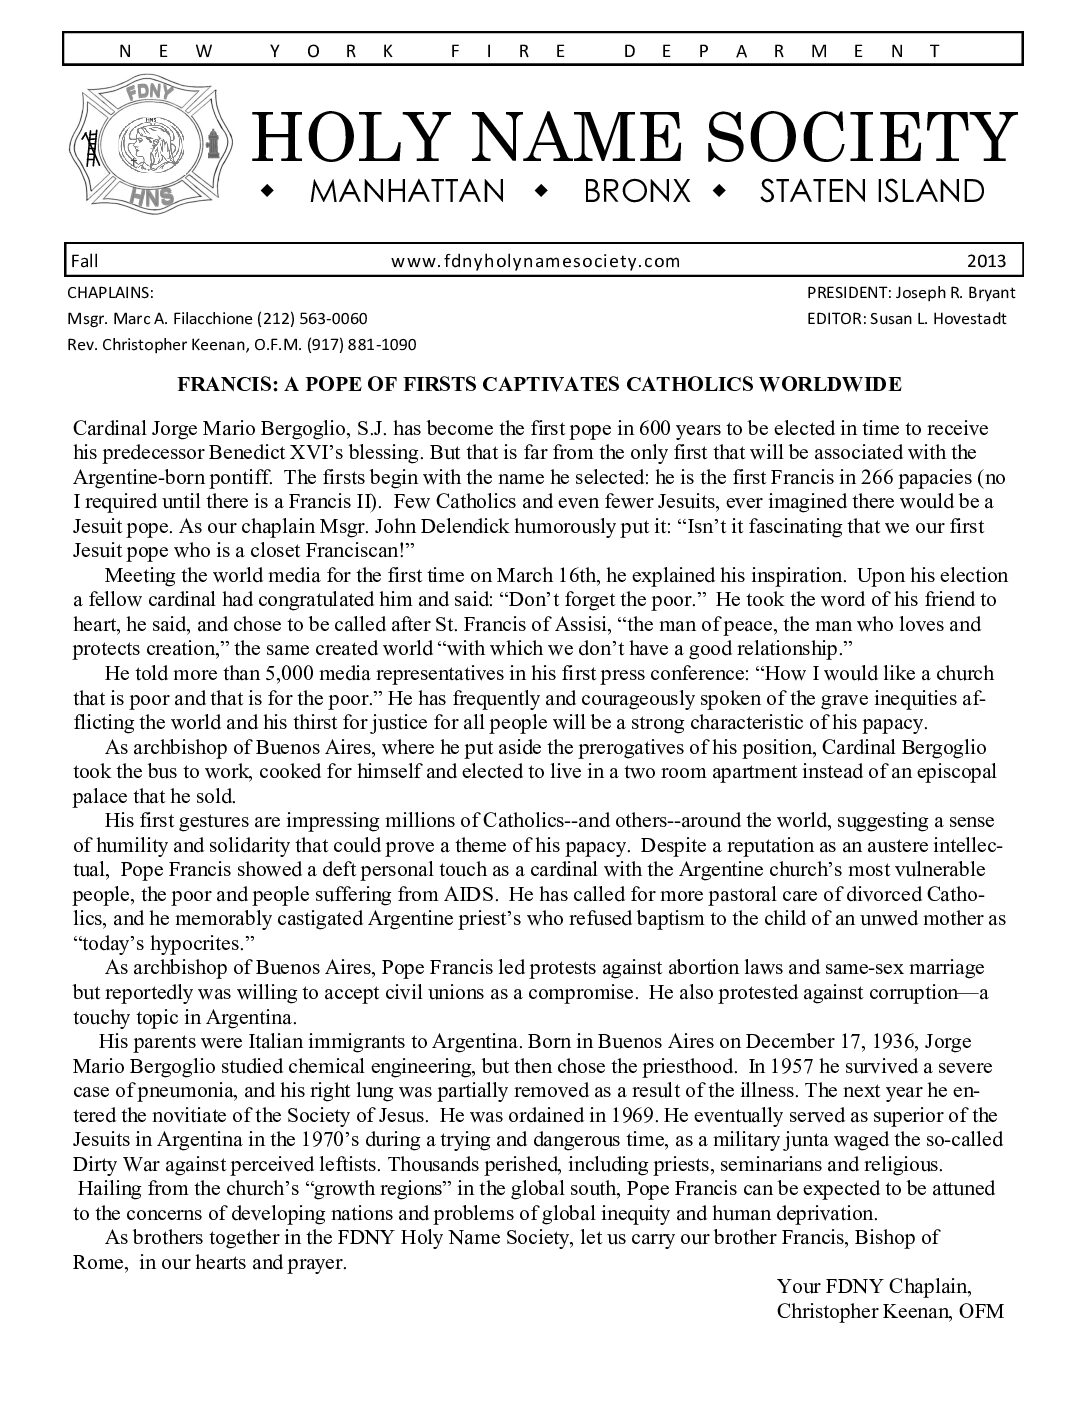 NEW YORK FIRE DEPARMENT
FDNY
HNS
HNS
HOLY NAME SOCIETY
◆ MANHATTAN ◆ BRONX ◆ STATEN ISLAND
Fall www.fdnyholynamesociety.com 2013
CHAPLAINS: PRESIDENT: Joseph R. Bryant
Msgr. Marc A. Filacchione (212) 563-0060 EDITOR: Susan L. Hovestadt
Rev. Christopher Keenan, O.F.M. (917) 881-1090
FRANCIS: A POPE OF FIRSTS CAPTIVATES CATHOLICS WORLDWIDE
Cardinal Jorge Mario Bergoglio, S.J. has become the first pope in 600 years to be elected in time to receive
his predecessor Benedict XVI’s blessing. But that is far from the only first that will be associated with the
Argentine-born pontiff. The firsts begin with the name he selected: he is the first Francis in 266 papacies (no
I required until there is a Francis II). Few Catholics and even fewer Jesuits, ever imagined there would be a
Jesuit pope. As our chaplain Msgr. John Delendick humorously put it: “Isn’t it fascinating that we our first
Jesuit pope who is a closet Franciscan!”
Meeting the world media for the first time on March 16th, he explained his inspiration. Upon his election
a fellow cardinal had congratulated him and said: “Don’t forget the poor.” He took the word of his friend to
heart, he said, and chose to be called after St. Francis of Assisi, “the man of peace, the man who loves and
protects creation,” the same created world “with which we don’t have a good relationship.”
He told more than 5,000 media representatives in his first press conference: “How I would like a church
that is poor and that is for the poor.” He has frequently and courageously spoken of the grave inequities af-
flicting the world and his thirst for justice for all people will be a strong characteristic of his papacy.
As archbishop of Buenos Aires, where he put aside the prerogatives of his position, Cardinal Bergoglio
took the bus to work, cooked for himself and elected to live in a two room apartment instead of an episcopal
palace that he sold.
His first gestures are impressing millions of Catholics--and others--around the world, suggesting a sense
of humility and solidarity that could prove a theme of his papacy. Despite a reputation as an austere intellec-
tual, Pope Francis showed a deft personal touch as a cardinal with the Argentine church’s most vulnerable
people, the poor and people suffering from AIDS. He has called for more pastoral care of divorced Catho-
lics, and he memorably castigated Argentine priest’s who refused baptism to the child of an unwed mother as
“today’s hypocrites.”
As archbishop of Buenos Aires, Pope Francis led protests against abortion laws and same-sex marriage
but reportedly was willing to accept civil unions as a compromise. He also protested against corruption—a
touchy topic in Argentina.
His parents were Italian immigrants to Argentina. Born in Buenos Aires on December 17, 1936, Jorge
Mario Bergoglio studied chemical engineering, but then chose the priesthood. In 1957 he survived a severe
case of pneumonia, and his right lung was partially removed as a result of the illness. The next year he en-
tered the novitiate of the Society of Jesus. He was ordained in 1969. He eventually served as superior of the
Jesuits in Argentina in the 1970’s during a trying and dangerous time, as a military junta waged the so-called
Dirty War against perceived leftists. Thousands perished, including priests, seminarians and religious.
Hailing from the church’s “growth regions” in the global south, Pope Francis can be expected to be attuned
to the concerns of developing nations and problems of global inequity and human deprivation.
As brothers together in the FDNY Holy Name Society, let us carry our brother Francis, Bishop of
Rome, in our hearts and prayer.
Your FDNY Chaplain,
Christopher Keenan, OFM